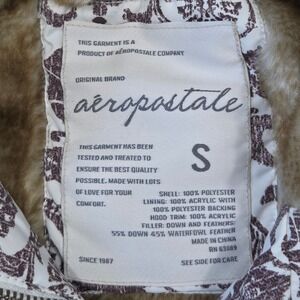 THIS GARMENT IS A
PRODUCT OF AÉROPOSTALE COMPANY
ORIGINAL BRAND
aéropostale
THIS GARMENT HAS BEEN
TESTED AND TREATED TO
ENSURE THE BEST QUALITY
POSSIBLE, MADE WITH LOTS
OF LOVE FOR YOUR
COMFORT.
S
SHELL: 100% POLYESTER
LINING: 100% ACRYLIC WITH
100% POLYESTER BACKING
HOOD TRIM: 100% ACRYLIC
FILLER: DOWN AND FEATHERS:
55% DOWN 45% WATERFOWL FEATHER
MADE IN CHINA
RN 63089
SINCE 1987
SEE SIDE FOR CARE